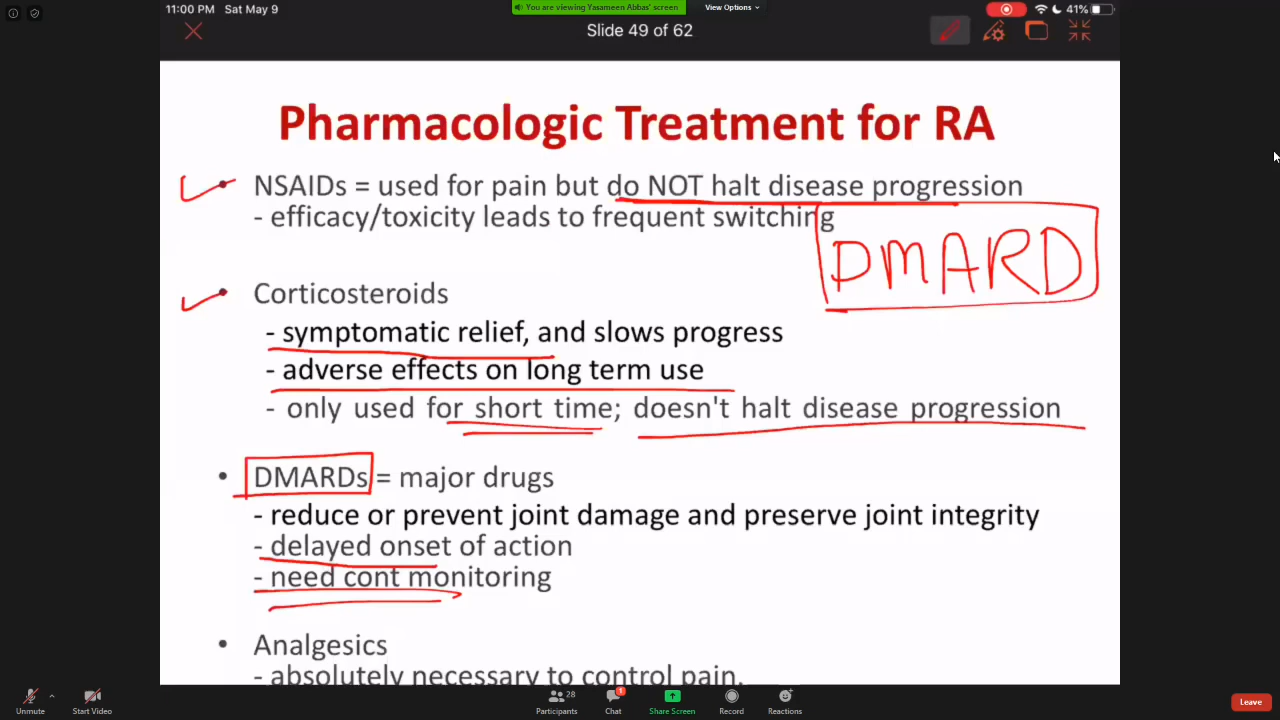 11:00 PM Sat May 9
You are viewing Yasameen Abbas' screen
View Options
41%
Slide 49 of 62
Pharmacologic Treatment for RA
• NSAIDs = used for pain but do NOT halt disease progression
- efficacy/toxicity leads to frequent switching
DMARD
• Corticosteroids
- symptomatic relief, and slows progress
- adverse effects on long term use
- only used for short time; doesn't halt disease progression
• DMARDs = major drugs
- reduce or prevent joint damage and preserve joint integrity
- delayed onset of action
- need cont monitoring
• Analgesics
- absolutely necessary to control pain.
Unmute
Start Video
28
Participants
1
Chat
Share Screen
Record
Reactions
Leave